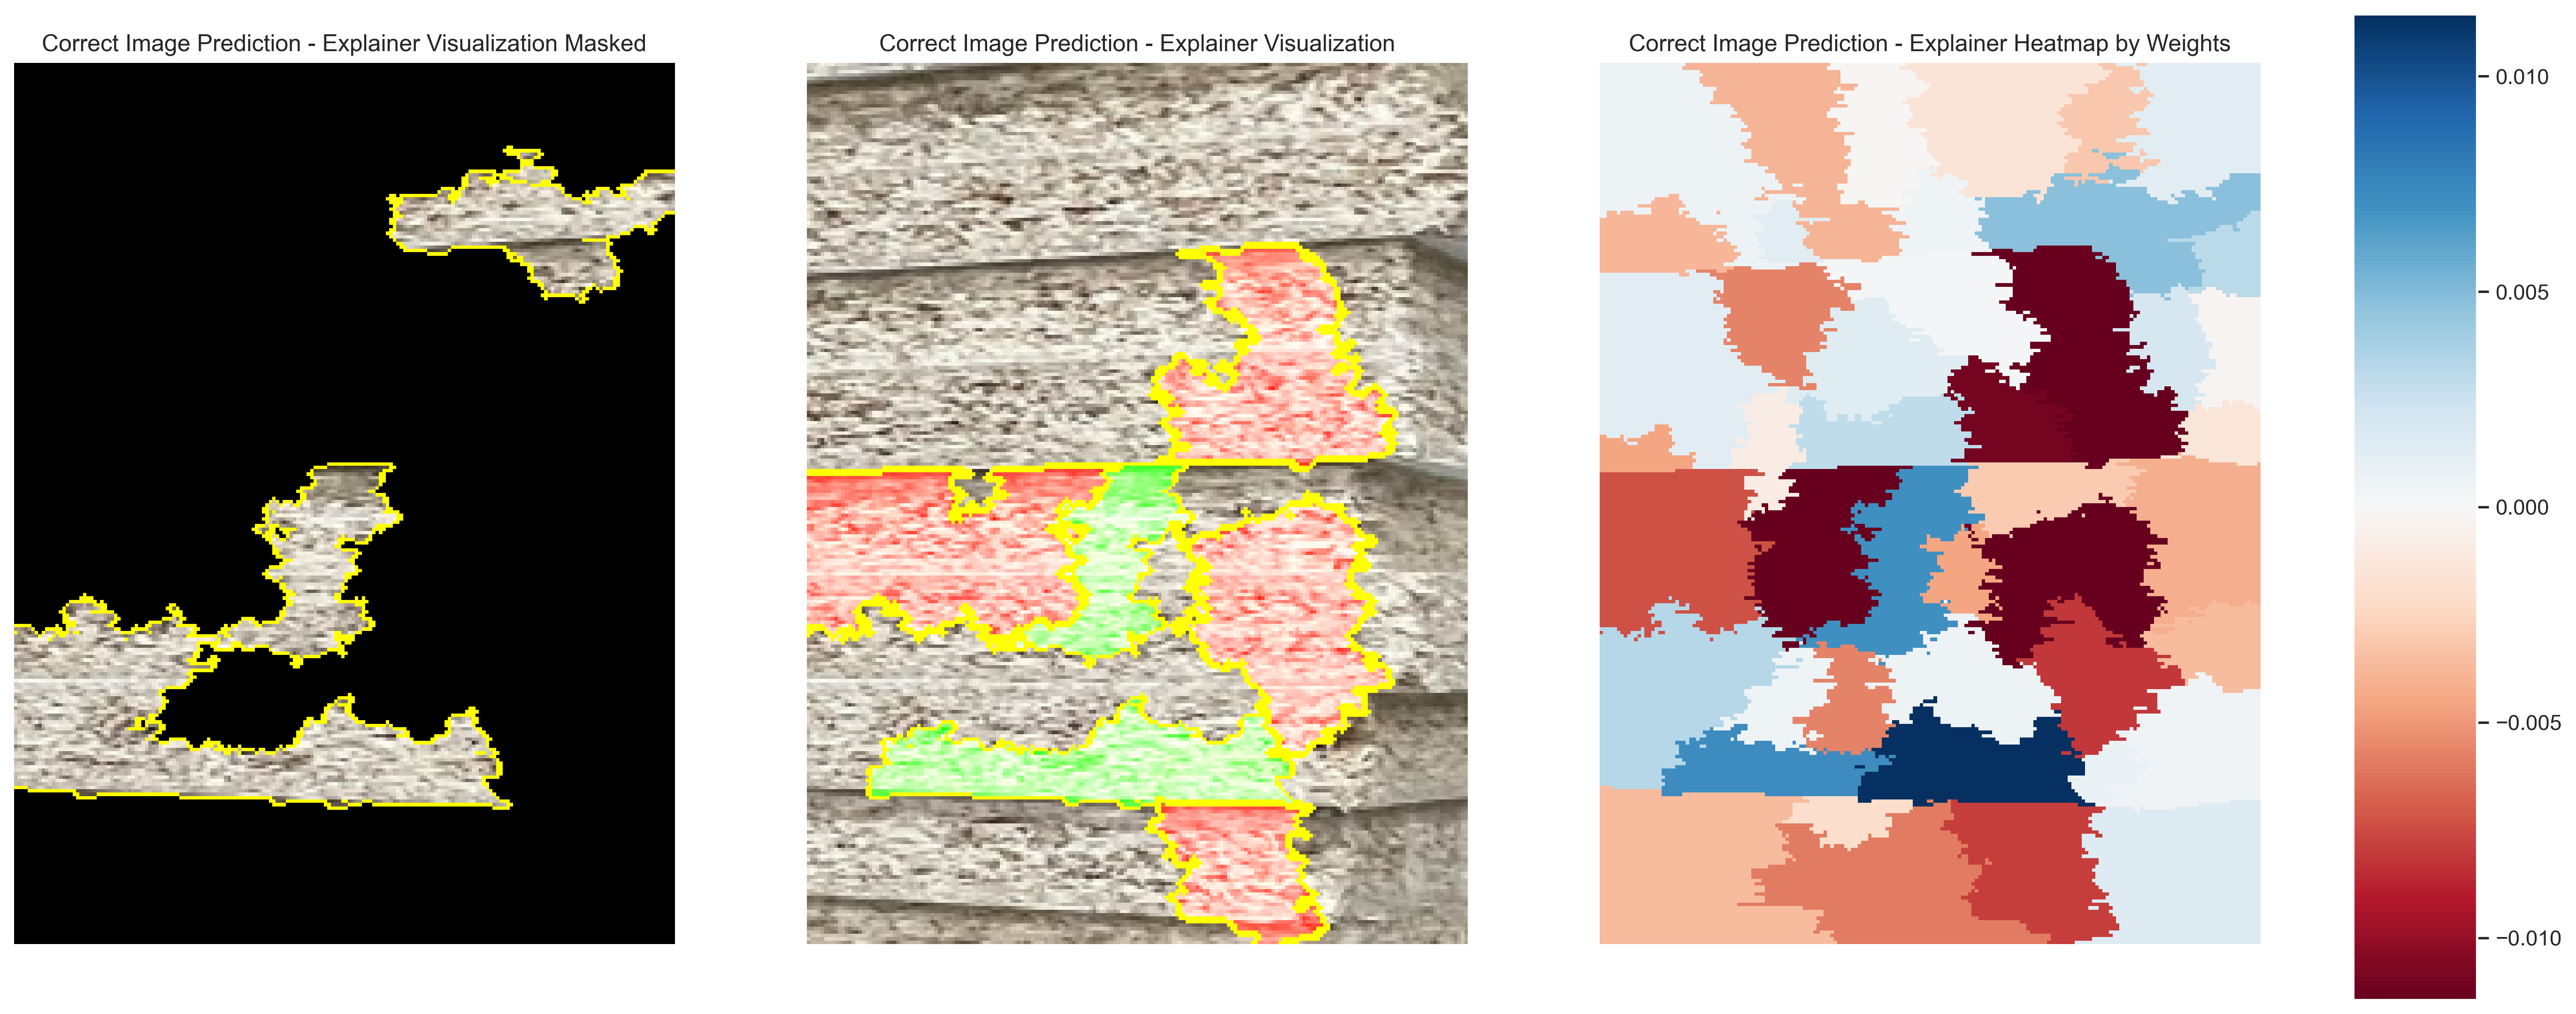 Correct Image Prediction - Explainer Visualization Masked
Correct Image Prediction - Explainer Visualization
Correct Image Prediction - Explainer Heatmap by Weights
0.010
0.005
0.000
−0.005
−0.010